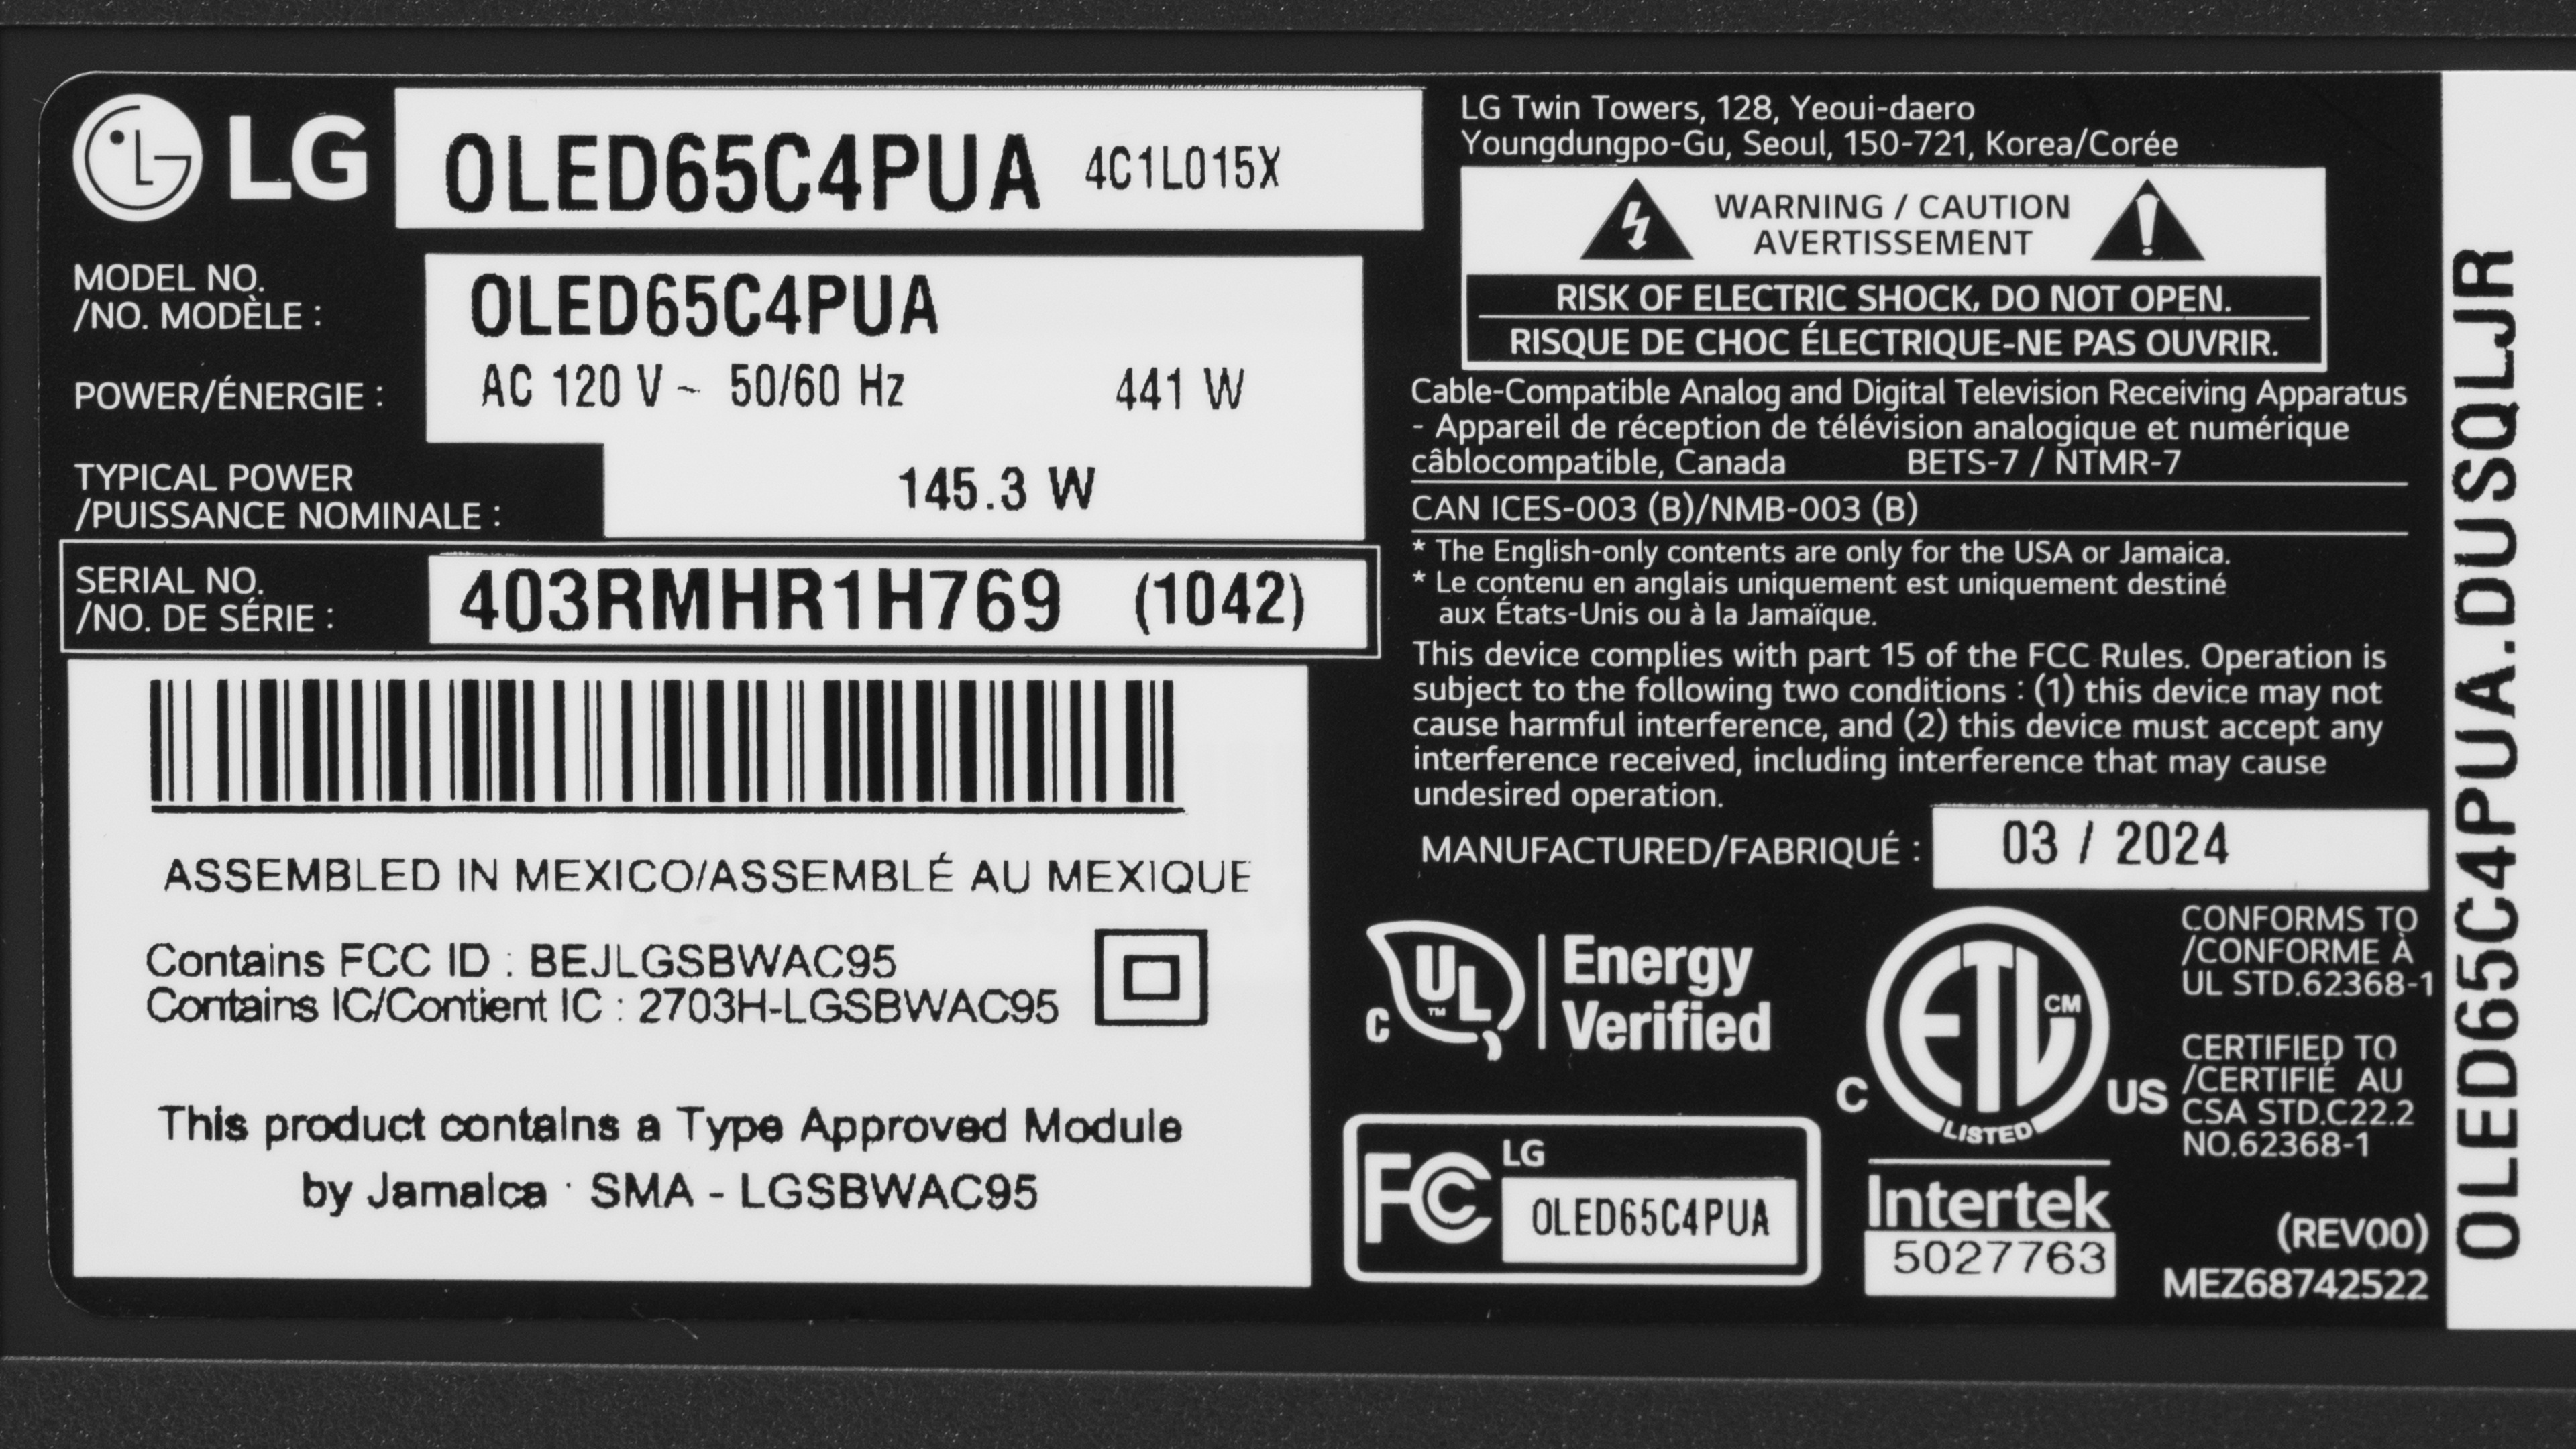 LG
OLED65C4PUA 4C1L015X
MODEL NO.
/NO. MODÈLE :
OLED65C4PUA
POWER/ÉNERGIE :
AC 120 V ~ 50/60 Hz 441 W
TYPICAL POWER
/PUISSANCE NOMINALE :
145.3 W
SERIAL NO.
/NO. DE SÉRIE :
403RMHR1H769 (1042)
ASSEMBLED IN MEXICO/ASSEMBLÉ AU MEXIQUE
Contains FCC ID : BEJLGSBWAC95
Contains IC/Contient IC : 2703H-LGSBWAC95
This product contains a Type Approved Module
by Jamaica : SMA - LGSBWAC95
LG Twin Towers, 128, Yeoui-daero
Youngdungpo-Gu, Seoul, 150-721, Korea/Corée
WARNING / CAUTION
AVERTISSEMENT
RISK OF ELECTRIC SHOCK, DO NOT OPEN.
RISQUE DE CHOC ÉLECTRIQUE-NE PAS OUVRIR.
Cable-Compatible Analog and Digital Television Receiving Apparatus
- Appareil de réception de télévision analogique et numérique
câblocompatible, Canada BETS-7 / NTMR-7
CAN ICES-003 (B)/NMB-003 (B)
* The English-only contents are only for the USA or Jamaica.
* Le contenu en anglais uniquement est uniquement destiné
aux États-Unis ou à la Jamaïque.
This device complies with part 15 of the FCC Rules. Operation is
subject to the following two conditions : (1) this device may not
cause harmful interference, and (2) this device must accept any
interference received, including interference that may cause
undesired operation.
MANUFACTURED/FABRIQUÉ : 03 / 2024
C UL ™ Energy
Verified
FC LG
OLED65C4PUA
C ETL CM US
LISTED
Intertek
5027763
CONFORMS TO
/CONFORME À
UL STD.62368-1
CERTIFIED TO
/CERTIFIÉ AU
CSA STD.C22.2
NO.62368-1
(REV00)
MEZ68742522
OLED65C4PUA.DUSQLJR